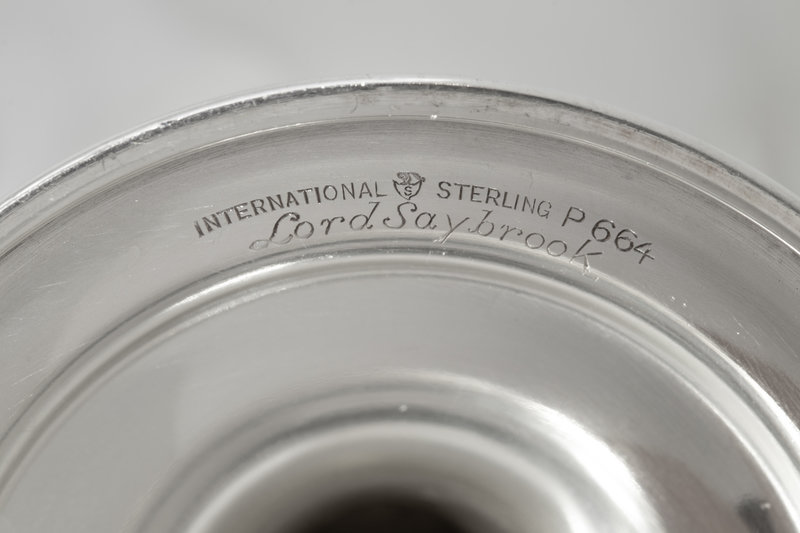 INTERNATIONAL S STERLING P 664
Lord Saybrook